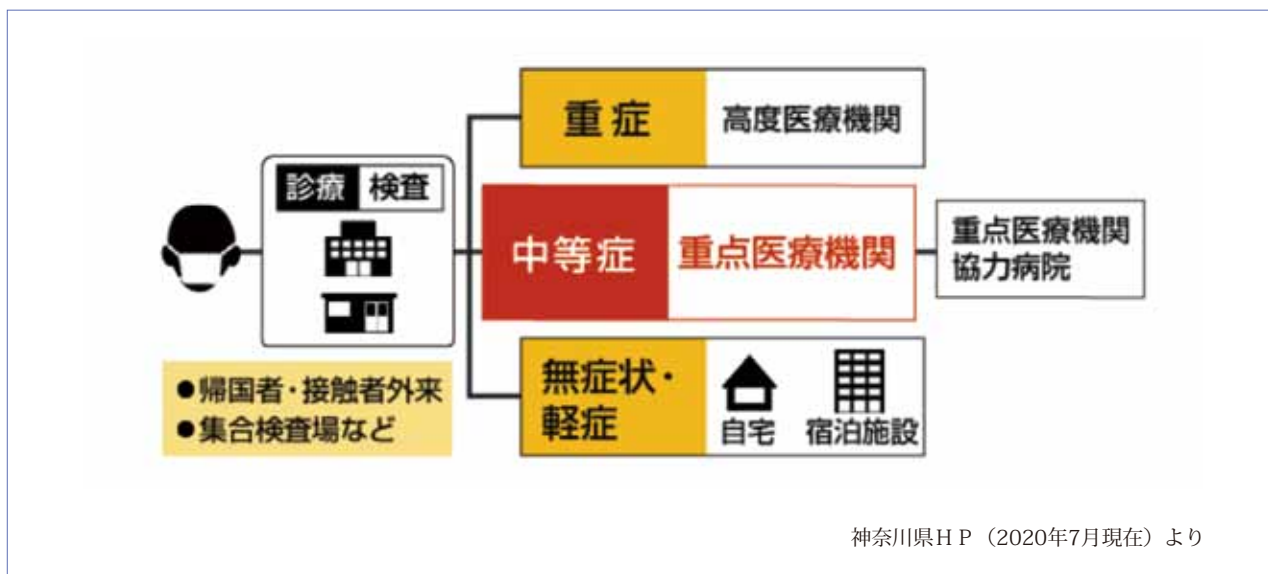 診療 検査
●帰国者・接触者外来
●集合検査場など
重症 高度医療機関
中等症 重点医療機関
重点医療機関
協力病院
無症状・
軽症
自宅 宿泊施設
神奈川県ＨＰ（2020年7月現在）より